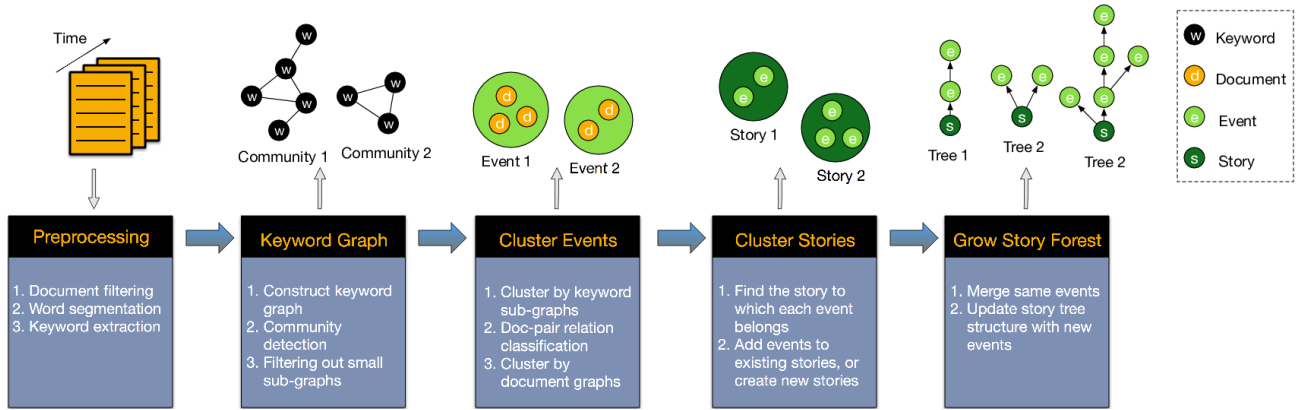 Time
w
w
w
w
w
Community 1
w
w
w
Community 2
d
d
d
Event 1
d
d
Event 2
e
e
Story 1
e
e
e
Story 2
e
e
s
Tree 1
e
e
s
Tree 2
e
e
e
e
e
s
Tree 2
w Keyword
d Document
e Event
s Story
Preprocessing
1. Document filtering
2. Word segmentation
3. Keyword extraction
Keyword Graph
1. Construct keyword
graph
2. Community
detection
3. Filtering out small
sub-graphs
Cluster Events
1. Cluster by keyword
sub-graphs
2. Doc-pair relation
classification
3. Cluster by
document graphs
Cluster Stories
1. Find the story to
which each event
belongs
2. Add events to
existing stories, or
create new stories
Grow Story Forest
1. Merge same events
2. Update story tree
structure with new
events